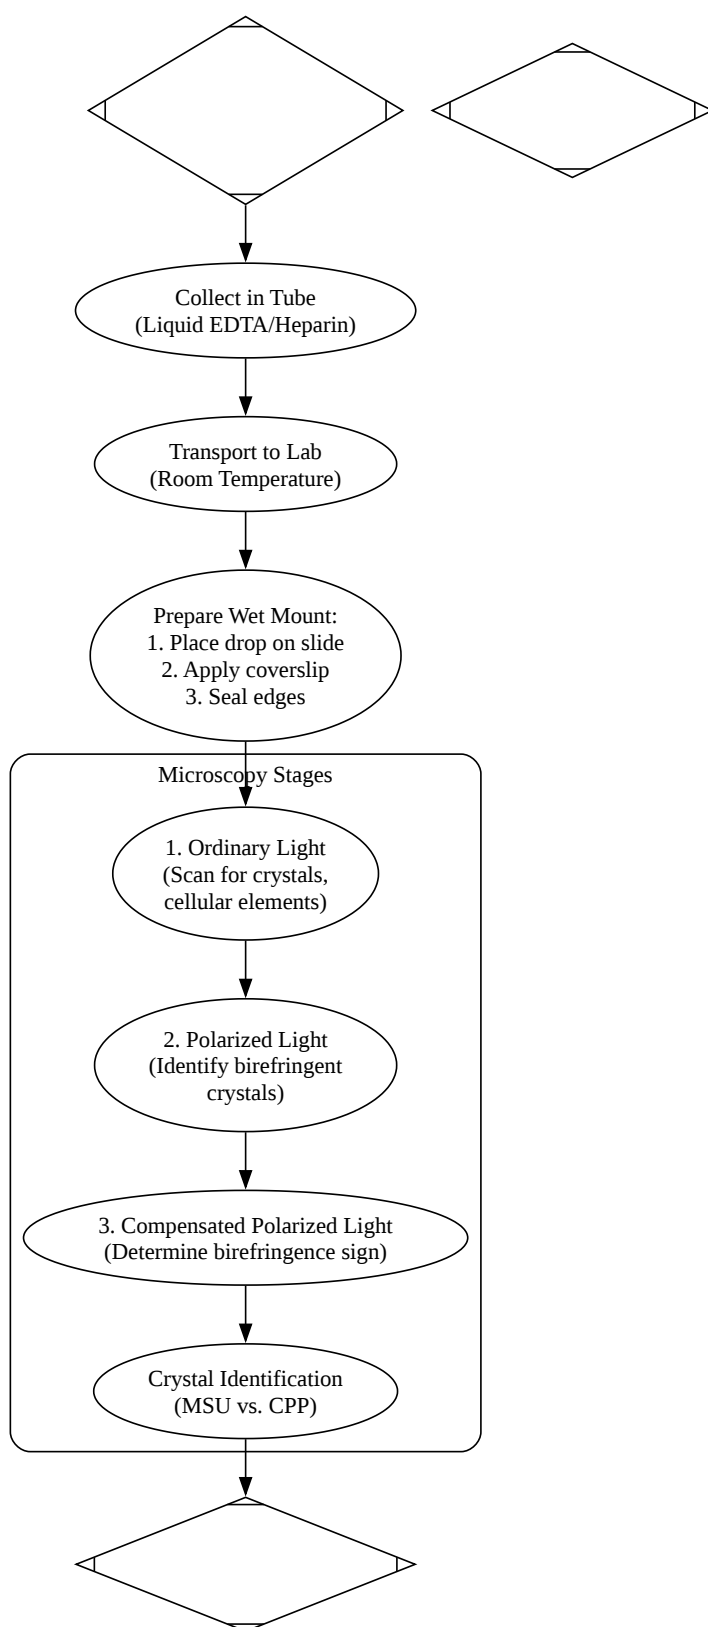 Collect in Tube
(Liquid EDTA/Heparin)
Transport to Lab
(Room Temperature)
Prepare Wet Mount:
1. Place drop on slide
2. Apply coverslip
3. Seal edges
Microscopy Stages
1. Ordinary Light
(Scan for crystals,
cellular elements)
2. Polarized Light
(Identify birefringent
crystals)
3. Compensated Polarized Light
(Determine birefringence sign)
Crystal Identification
(MSU vs. CPP)